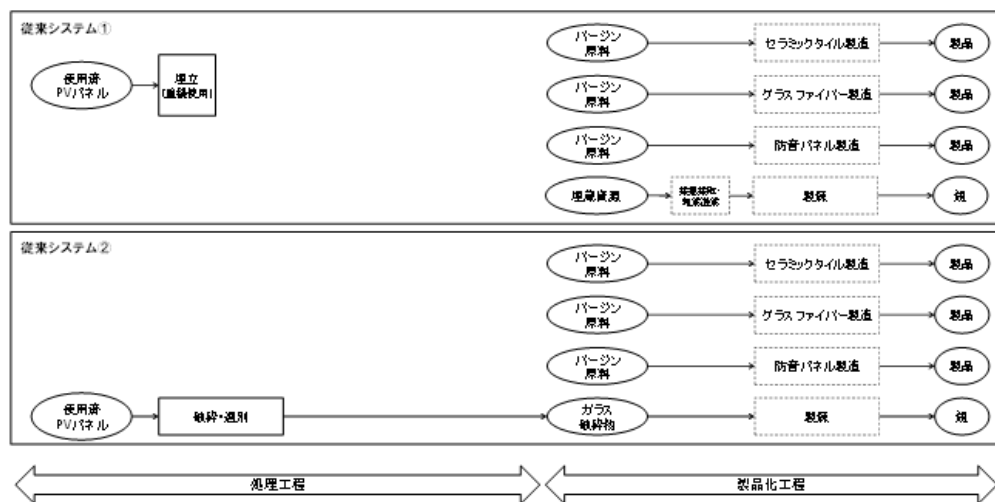 従来システム①
使用済
PVパネル
埋立
(直接使用)
バージン
原料
セラミックタイル製造
製品
バージン
原料
グラスファイバー製造
製品
バージン
原料
防音パネル製造
製品
埋蔵資源
製錬
従来システム②
使用済
PVパネル
破砕・選別
バージン
原料
セラミックタイル製造
製品
バージン
原料
グラスファイバー製造
製品
バージン
原料
防音パネル製造
製品
ガラス
破砕物
製錬
処理工程
製品化工程